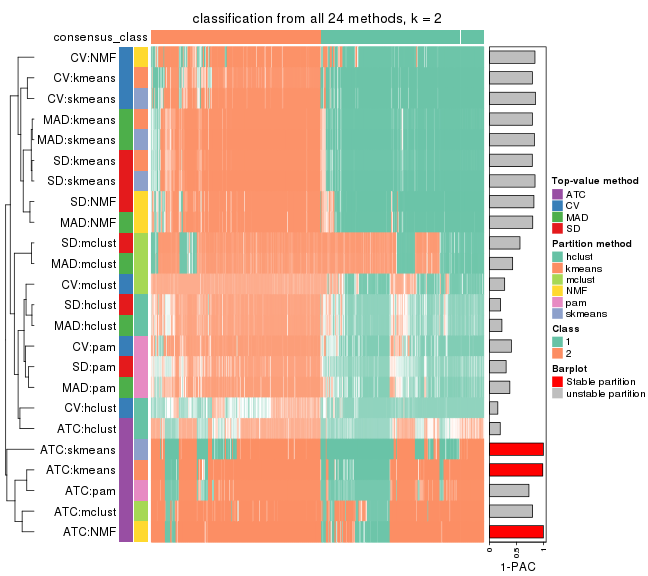 classification from all 24 methods, k = 2
consensus_class
CV:NMF
CV:kmeans
CV:skmeans
MAD:kmeans
MAD:skmeans
SD:kmeans
SD:skmeans
SD:NMF
MAD:NMF
SD:mclust
MAD:mclust
CV:mclust
SD:hclust
MAD:hclust
CV:pam
SD:pam
MAD:pam
CV:hclust
ATC:hclust
ATC:skmeans
ATC:kmeans
ATC:pam
ATC:mclust
ATC:NMF
0
0.5
1
1-PAC
Top-value method
ATC
CV
MAD
SD
Partition method
hclust
kmeans
mclust
NMF
pam
skmeans
Class
1
2
Barplot
Stable partition
unstable partition